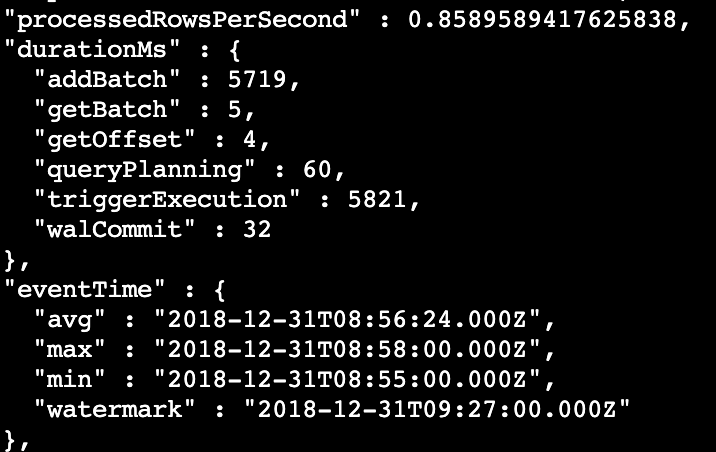 "processedRowsPerSecond" : 0.8589589417625838,
"durationMs" : {
"addBatch" : 5719,
"getBatch" : 5,
"getOffset" : 4,
"queryPlanning" : 60,
"triggerExecution" : 5821,
"walCommit" : 32
},
"eventTime" : {
"avg" : "2018-12-31T08:56:24.000Z",
"max" : "2018-12-31T08:58:00.000Z",
"min" : "2018-12-31T08:55:00.000Z",
"watermark" : "2018-12-31T09:27:00.000Z"
},